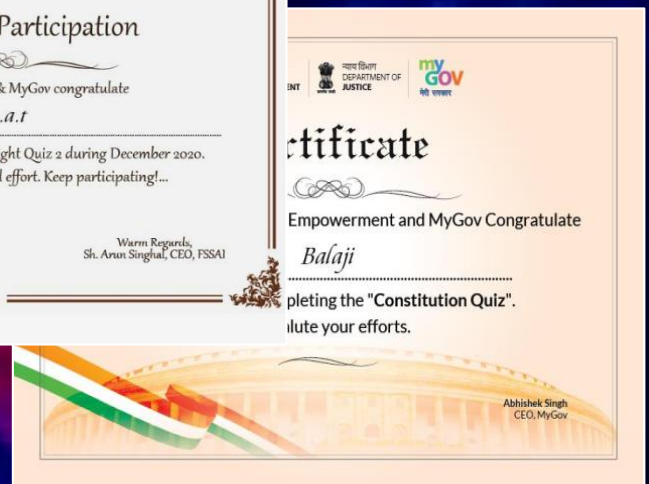 Participation
& MyGov congratulate
.a.t
ght Quiz 2 during December 2020.
effort. Keep participating!...
Warm Regards,
Sh. Arun Singhal, CEO, FSSAI
ENT
न्याय विभाग
DEPARTMENT OF
JUSTICE
my
GOV
मेरी सरकार
rtificate
Empowerment and MyGov Congratulate
Balaji
pleting the "Constitution Quiz".
lute your efforts.
Abhishek Singh
CEO, MyGov